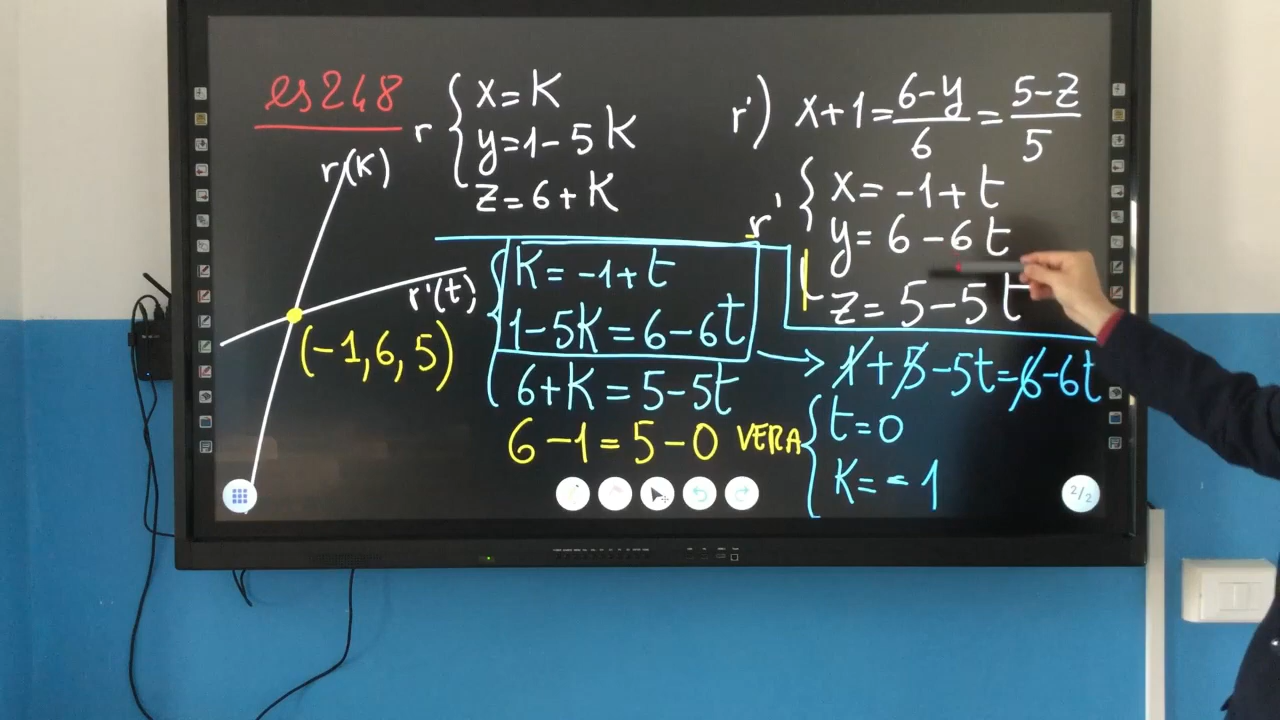 es 248
r { x = K
y = 1 - 5K
z = 6 + K
r') x + 1 = (6 - y)/6 = (5 - z)/5
r' { x = -1 + t
y = 6 - 6t
z = 5 - 5t
r(K)
r'(t)
(-1, 6, 5)
{ K = -1 + t
1 - 5K = 6 - 6t
6 + K = 5 - 5t
6 - 1 = 5 - 0 VERA
→ 1 + 5 - 5t = 6 - 6t
{ t = 0
K = - 1
2/2